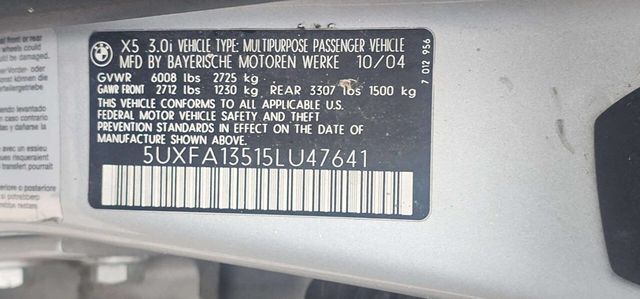 X5 3.0i VEHICLE TYPE: MULTIPURPOSE PASSENGER VEHICLE
MFD BY BAYERISCHE MOTOREN WERKE 10/04
GVWR 6008 lbs 2725 kg
GAWR FRONT 2712 lbs 1230 kg, REAR 3307 lbs 1500 kg
THIS VEHICLE CONFORMS TO ALL APPLICABLE U.S.
FEDERAL MOTOR VEHICLE SAFETY AND THEFT
PREVENTION STANDARDS IN EFFECT ON THE DATE OF
MANUFACTURE SHOWN ABOVE.
5UXFA13515LU47641
7 012 956